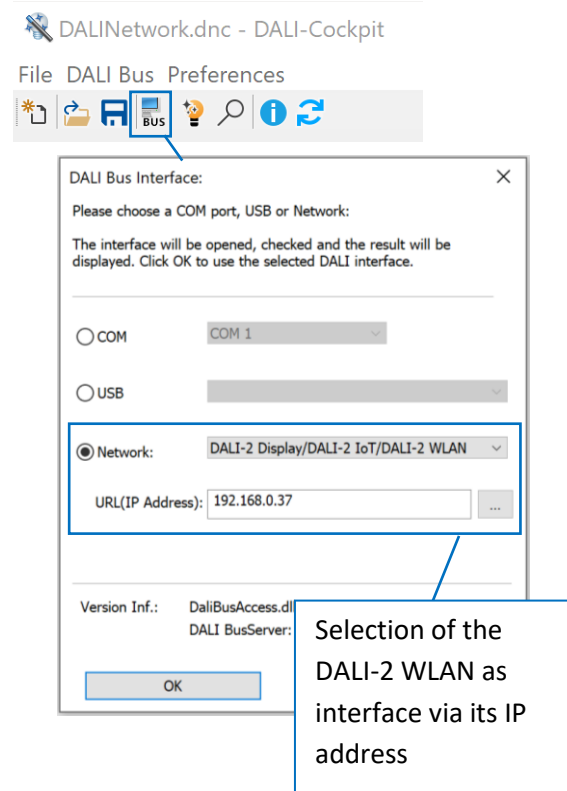 DALINetwork.dnc - DALI-Cockpit
File DALI Bus Preferences
BUS
DALI Bus Interface:
Please choose a COM port, USB or Network:
The interface will be opened, checked and the result will be
displayed. Click OK to use the selected DALI interface.
COM COM 1
USB
Network: DALI-2 Display/DALI-2 IoT/DALI-2 WLAN
URL(IP Address): 192.168.0.37 ...
Version Inf.: DaliBusAccess.dl
DALI BusServer:
OK
Selection of the
DALI-2 WLAN as
interface via its IP
address